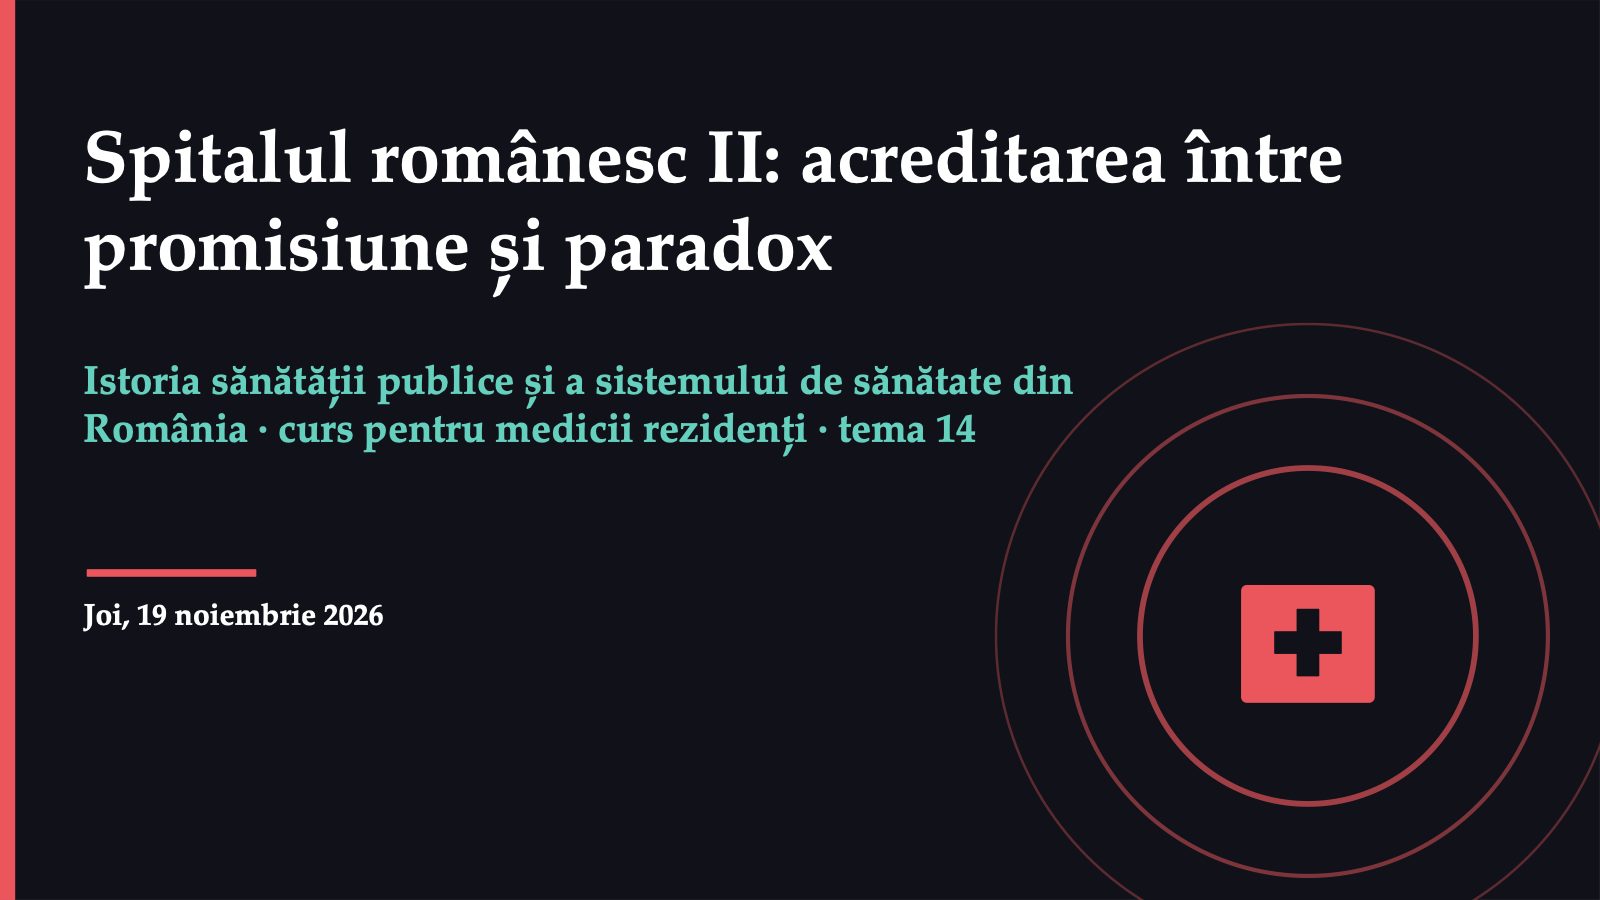 Spitalul românesc II: acreditarea între
promisiune și paradox
Istoria sănătății publice și a sistemului de sănătate din
România · curs pentru medicii rezidenți · tema 14
Joi, 19 noiembrie 2026